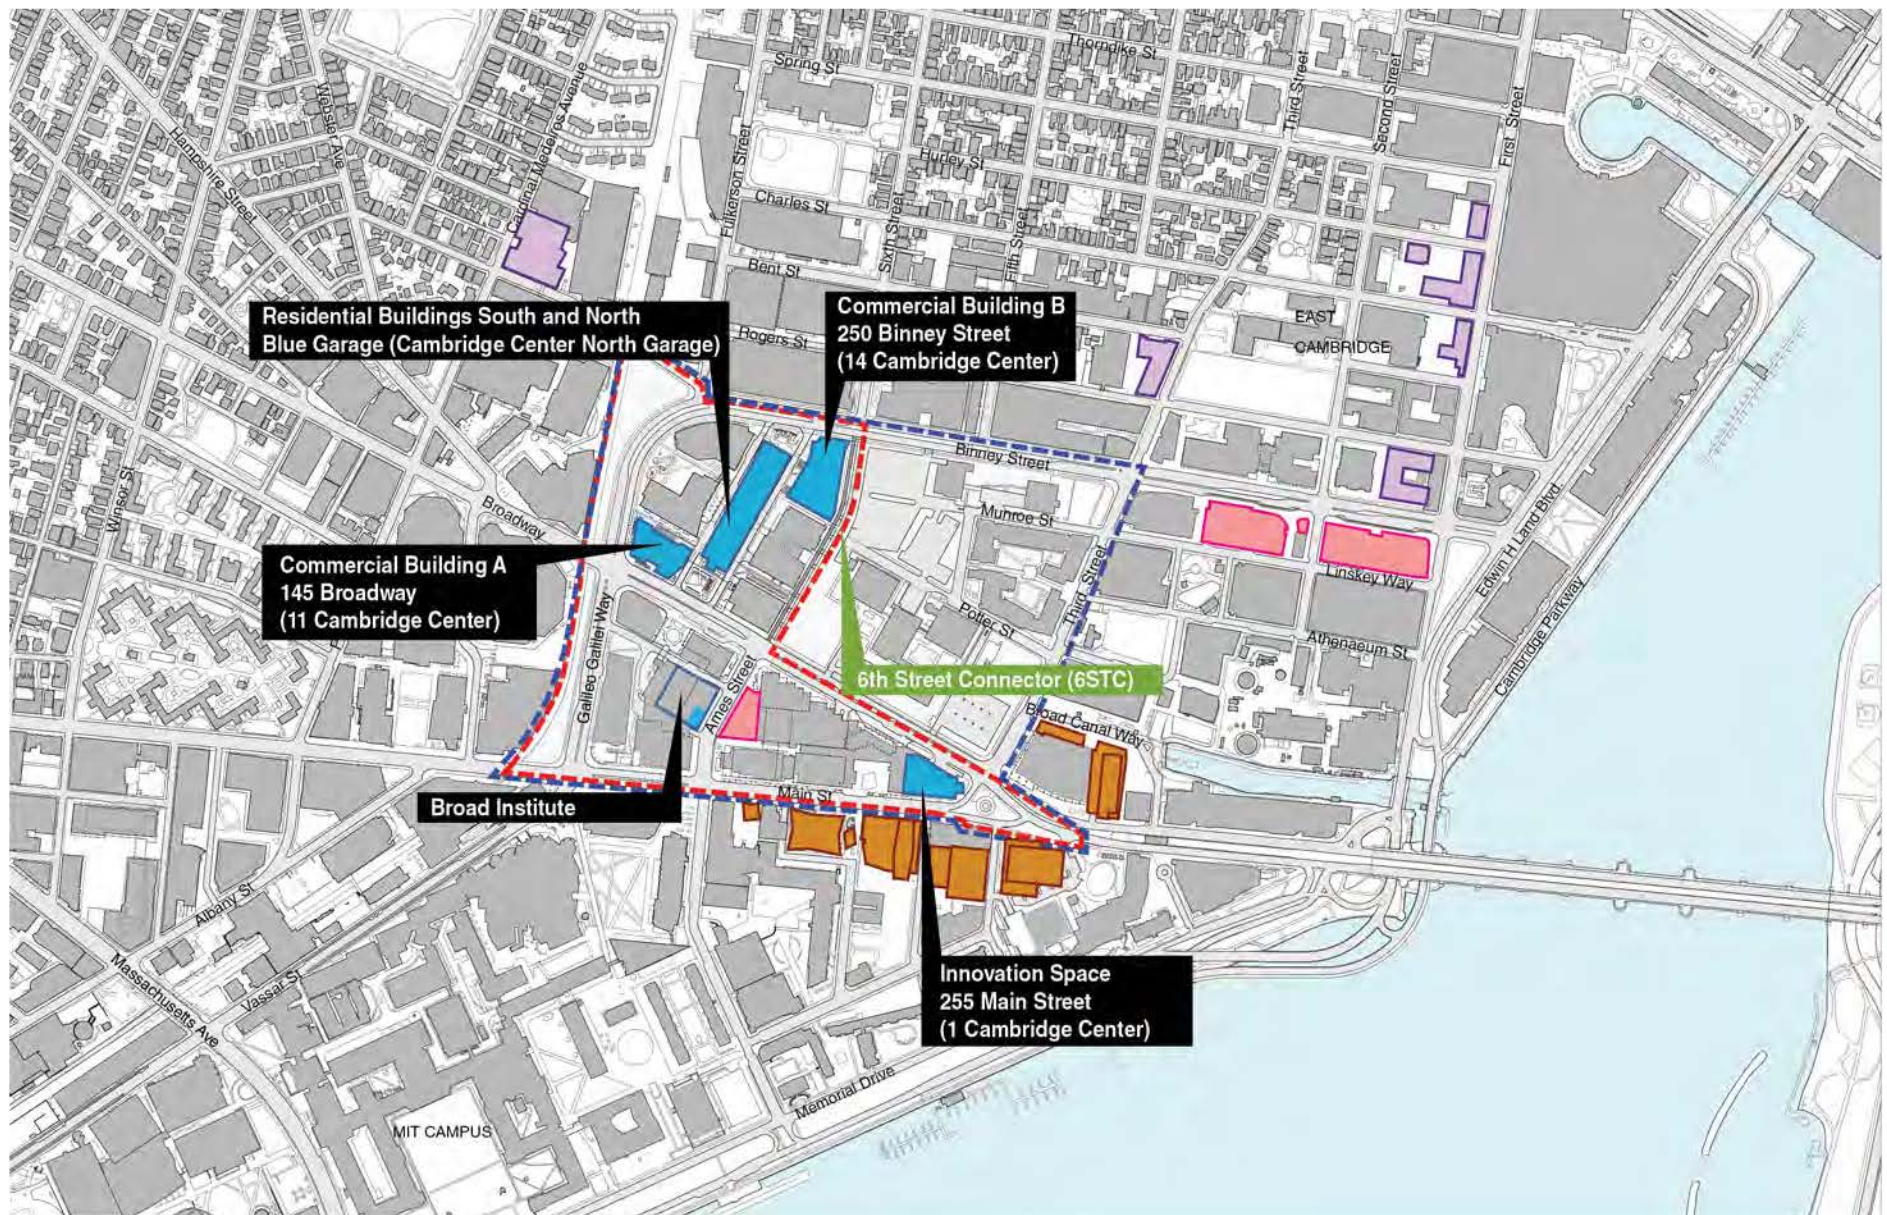 Thorndike St
Spring St
Third Street
Second Street
First Street
Webster Ave
Cardinal Medeiros Avenue
Hampshire Street
Fulkerson Street
Hurley St
Charles St
Sixth Street
Fifth Street
Bent St
Rogers St
EAST
CAMBRIDGE
Residential Buildings South and North
Blue Garage (Cambridge Center North Garage)
Commercial Building B
250 Binney Street
(14 Cambridge Center)
Binney Street
Munroe St
Winsor St
Broadway
Commercial Building A
145 Broadway
(11 Cambridge Center)
Third Street
Linskey Way
Edwin H Land Blvd.
Cambridge Parkway
Potter St
Athenaeum St
Galileo Galilei Way
Ames Street
6th Street Connector (6STC)
Broad Canal Way
Main St
Broad Institute
Albany St
Massachusetts Ave
Vassar St
Innovation Space
255 Main Street
(1 Cambridge Center)
Memorial Drive
MIT CAMPUS